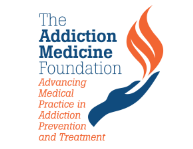 The
Addiction
Medicine
Foundation
Advancing
Medical
Practice in
Addiction
Prevention
and Treatment